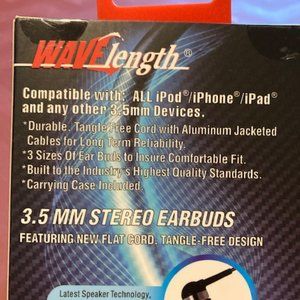 WAVElength®
Compatible with: ALL iPod®/iPhone®/iPad®
and any other 3.5mm Devices.
*Durable. Tangle Free Cord with Aluminum Jacketed
Cables for Long Term Reliability.
*3 Sizes Of Ear Buds to Insure Comfortable Fit.
*Built to the Industry's Highest Quality Standards.
*Carrying Case Included.
3.5 MM STEREO EARBUDS
FEATURING NEW FLAT CORD, TANGLE-FREE DESIGN
Latest Speaker Technology,